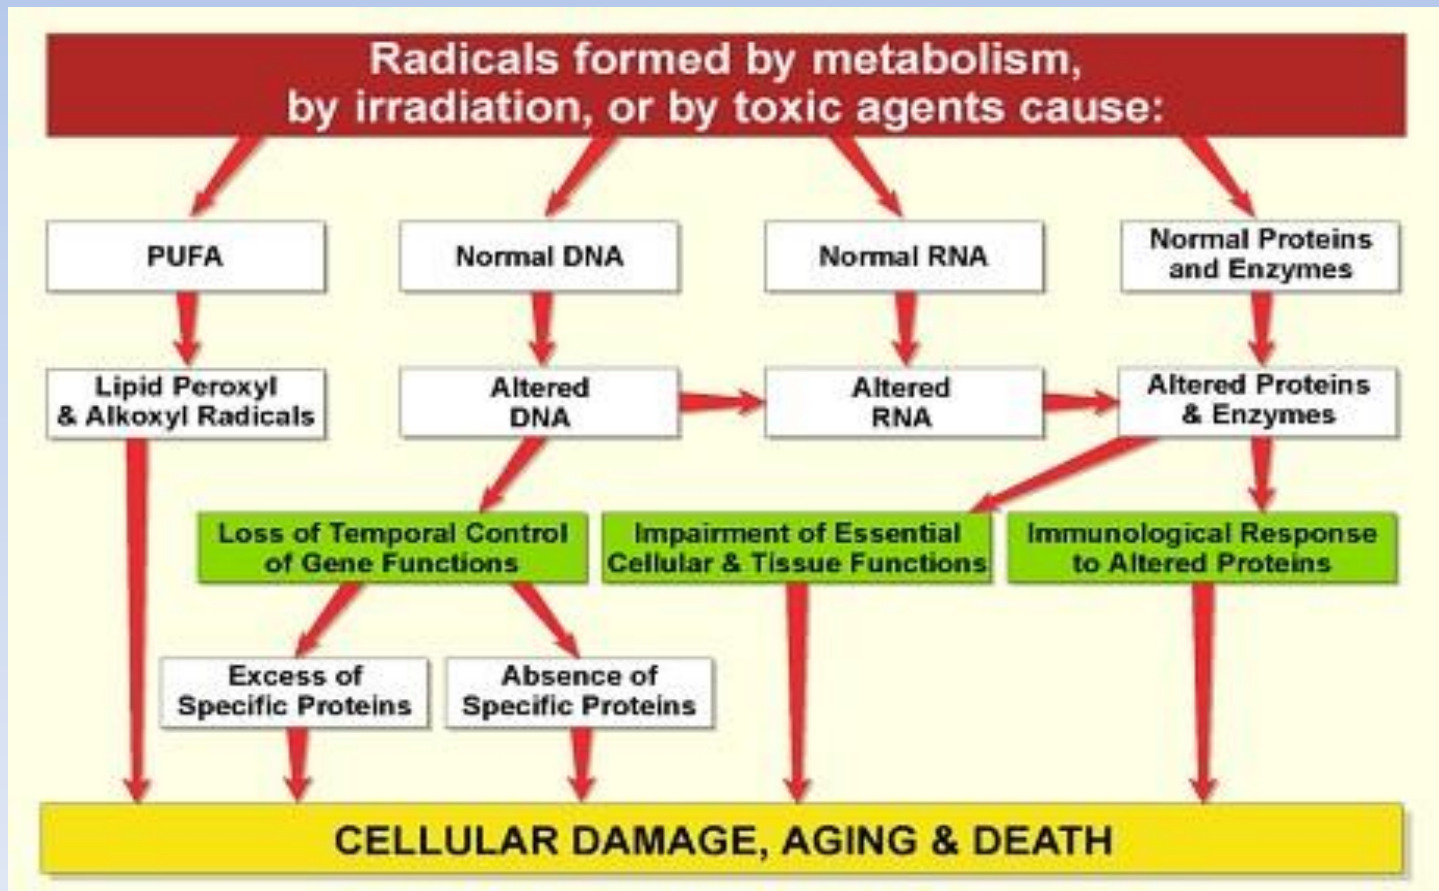 Radicals formed by metabolism,
by irradiation, or by toxic agents cause:
PUFA
Normal DNA
Normal RNA
Normal Proteins
and Enzymes
Lipid Peroxyl
& Alkoxyl Radicals
Altered
DNA
Altered
RNA
Altered Proteins
& Enzymes
Loss of Temporal Control
of Gene Functions
Impairment of Essential
Cellular & Tissue Functions
Immunological Response
to Altered Proteins
Excess of
Specific Proteins
Absence of
Specific Proteins
CELLULAR DAMAGE, AGING & DEATH